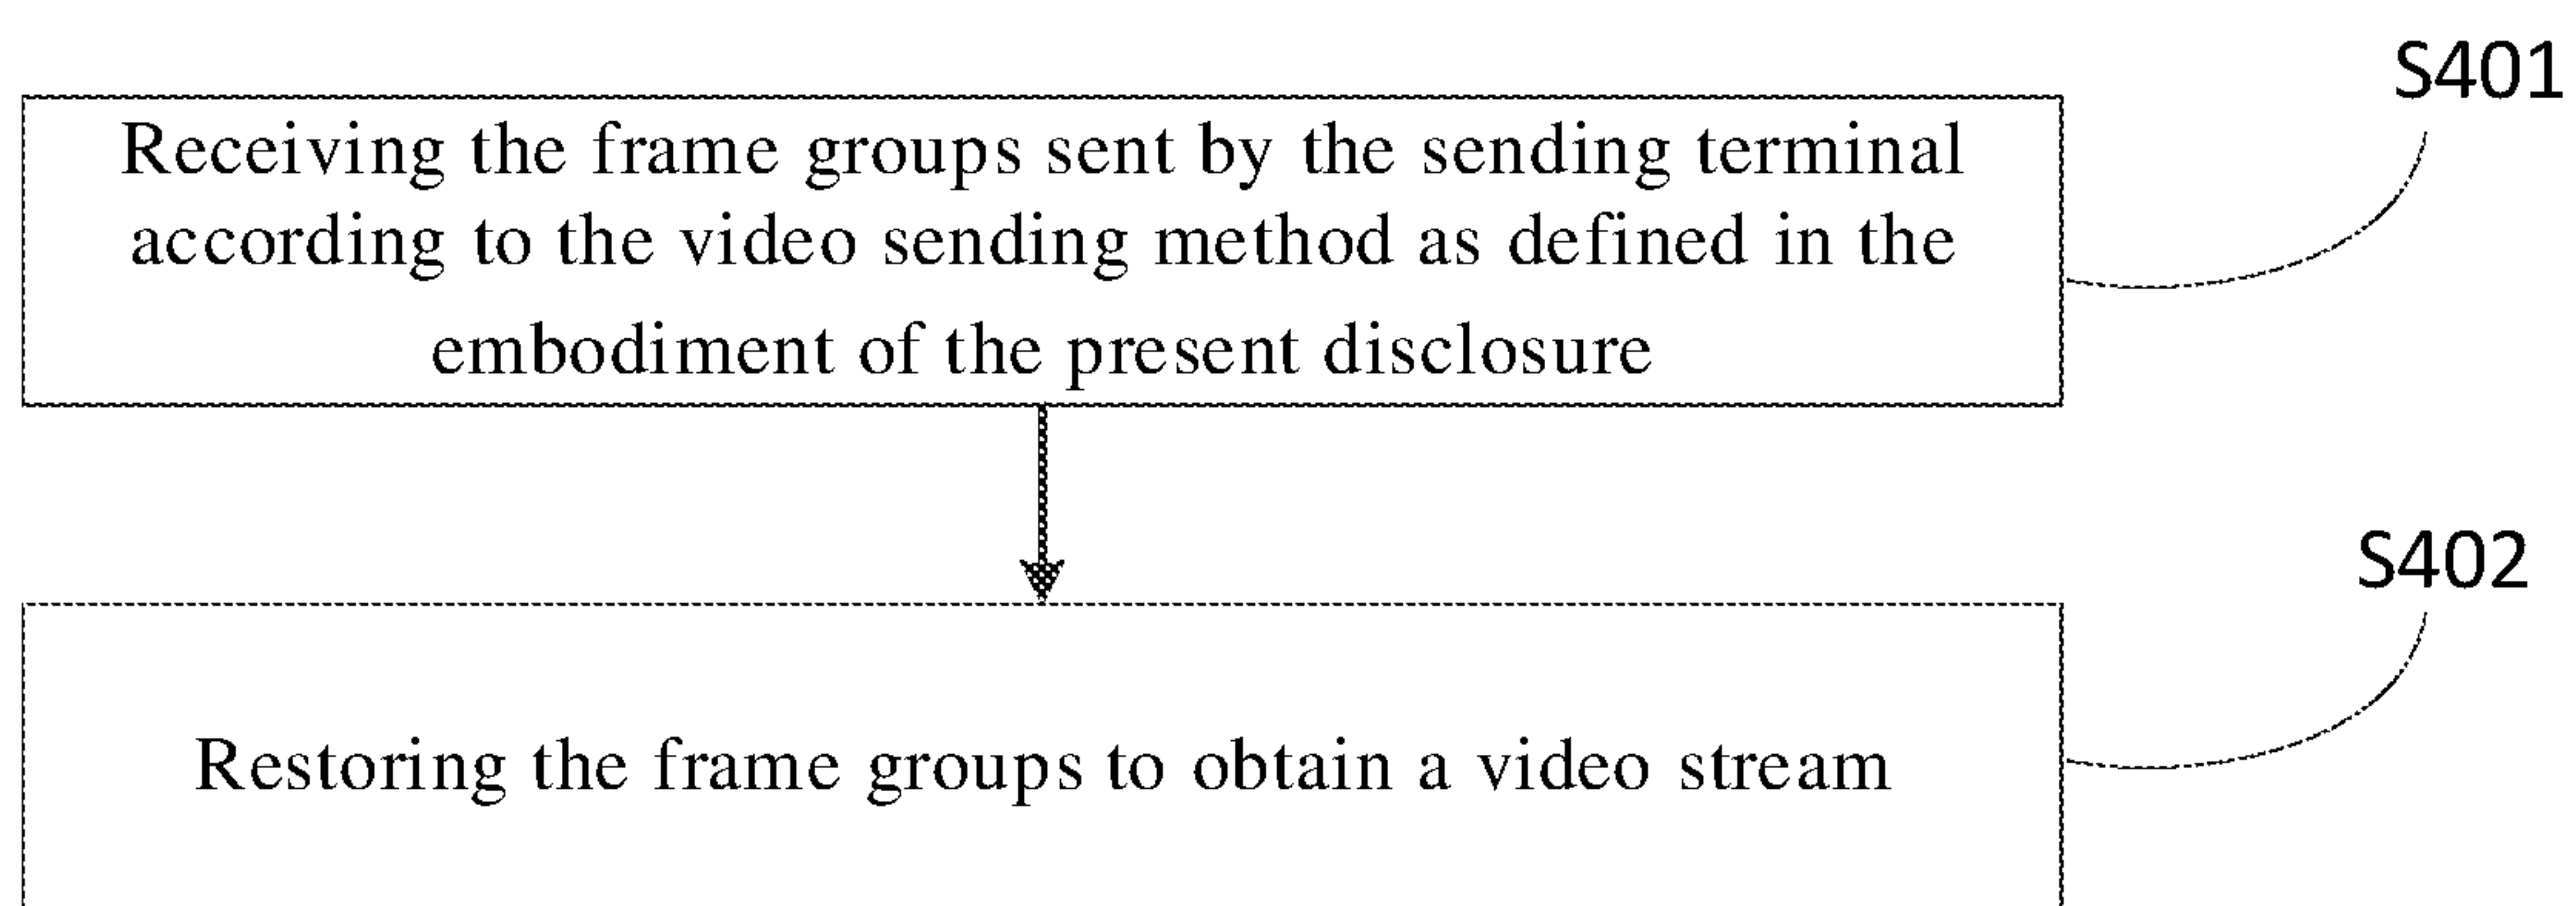 S401
Receiving the frame groups sent by the sending terminal
according to the video sending method as defined in the
embodiment of the present disclosure
S402
Restoring the frame groups to obtain a video stream